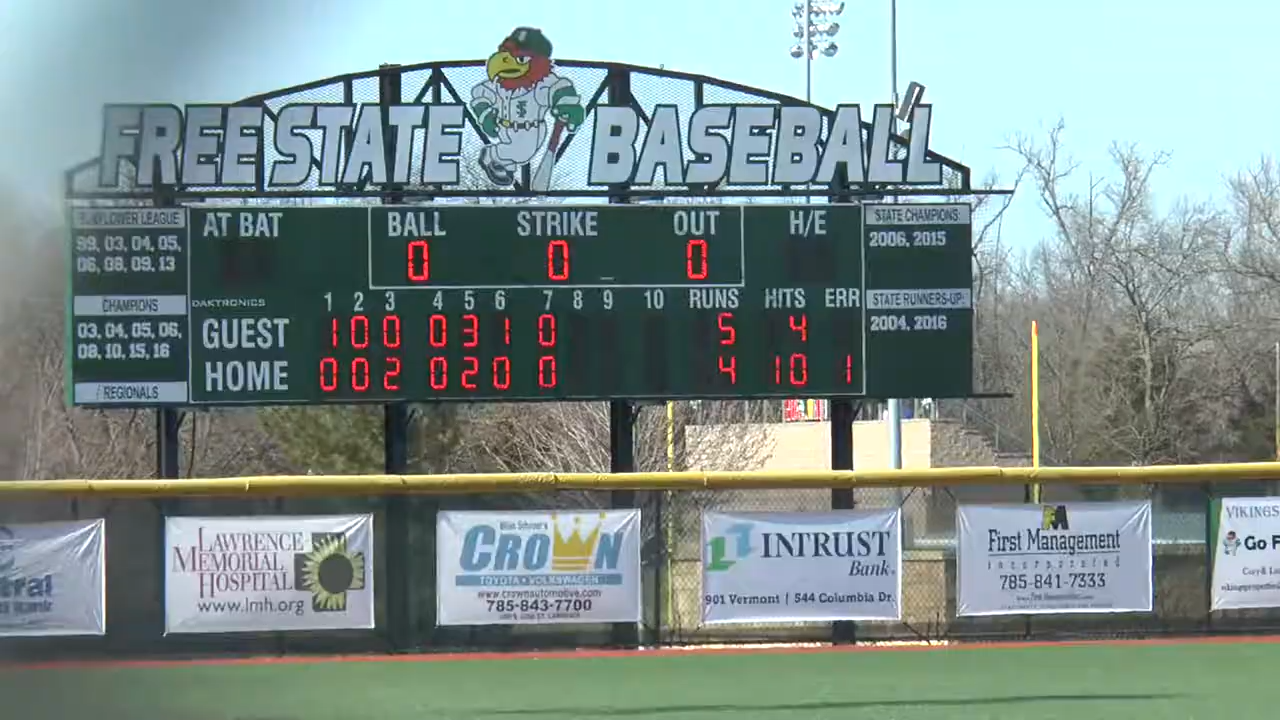 FREE STATE BASEBALL
SUNFLOWER LEAGUE
99, 03, 04, 05,
06, 08, 09, 13
CHAMPIONS
03, 04, 05, 06,
08, 10, 15, 16
REGIONALS
AT BAT BALL STRIKE OUT H/E
0 0 0
DAKTRONICS 1 2 3 4 5 6 7 8 9 10 RUNS HITS ERR
GUEST 1 0 0 0 3 1 0 5 4
HOME 0 0 2 0 2 0 0 4 10 1
STATE CHAMPIONS:
2006, 2015
STATE RUNNERS-UP:
2004, 2016
LAWRENCE
MEMORIAL
HOSPITAL
www.lmh.org
CROWN
TOYOTA • VOLKSWAGEN
www.crownautomotive.com
785-843-7700
INTRUST
Bank
901 Vermont | 544 Columbia Dr.
First Management
incorporated
785-841-7333
VIKINGS
Go F